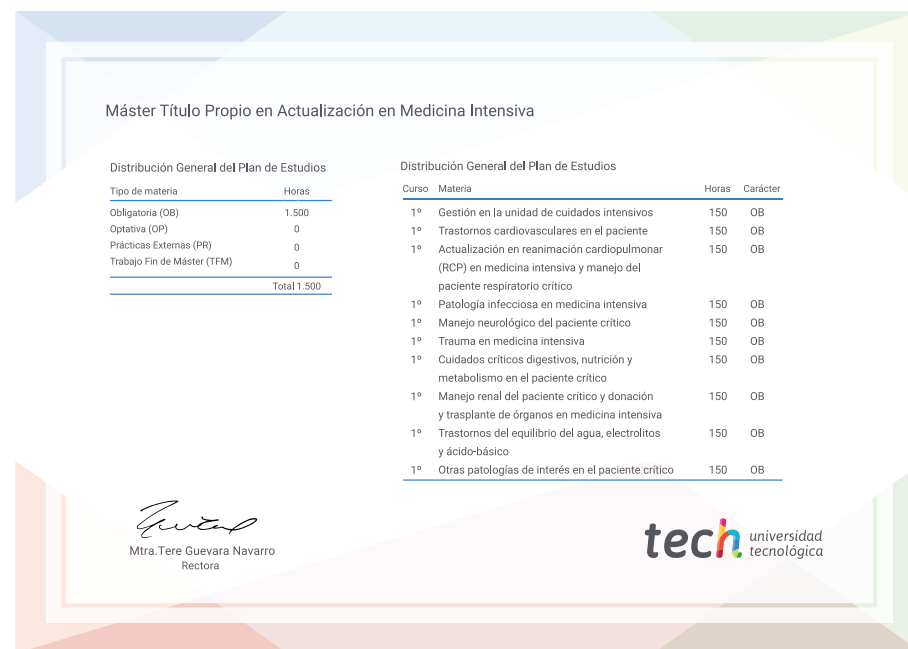 Máster Título Propio en Actualización en Medicina Intensiva
Distribución General del Plan de Estudios
Tipo de materia Horas
Obligatoria (OB) 1.500
Optativa (OP) 0
Prácticas Externas (PR) 0
Trabajo Fin de Máster (TFM) 0
Total 1.500
Distribución General del Plan de Estudios
Curso Materia Horas Carácter
1º Gestión en la unidad de cuidados intensivos 150 OB
1º Trastornos cardiovasculares en el paciente 150 OB
1º Actualización en reanimación cardiopulmonar 150 OB
(RCP) en medicina intensiva y manejo del
paciente respiratorio crítico
1º Patología infecciosa en medicina intensiva 150 OB
1º Manejo neurológico del paciente crítico 150 OB
1º Trauma en medicina intensiva 150 OB
1º Cuidados críticos digestivos, nutrición y 150 OB
metabolismo en el paciente crítico
1º Manejo renal del paciente crítico y donación 150 OB
y trasplante de órganos en medicina intensiva
1º Trastornos del equilibrio del agua, electrolitos 150 OB
y ácido-básico
1º Otras patologías de interés en el paciente crítico 150 OB
Mtra.Tere Guevara Navarro
Rectora
tech universidad
tecnológica